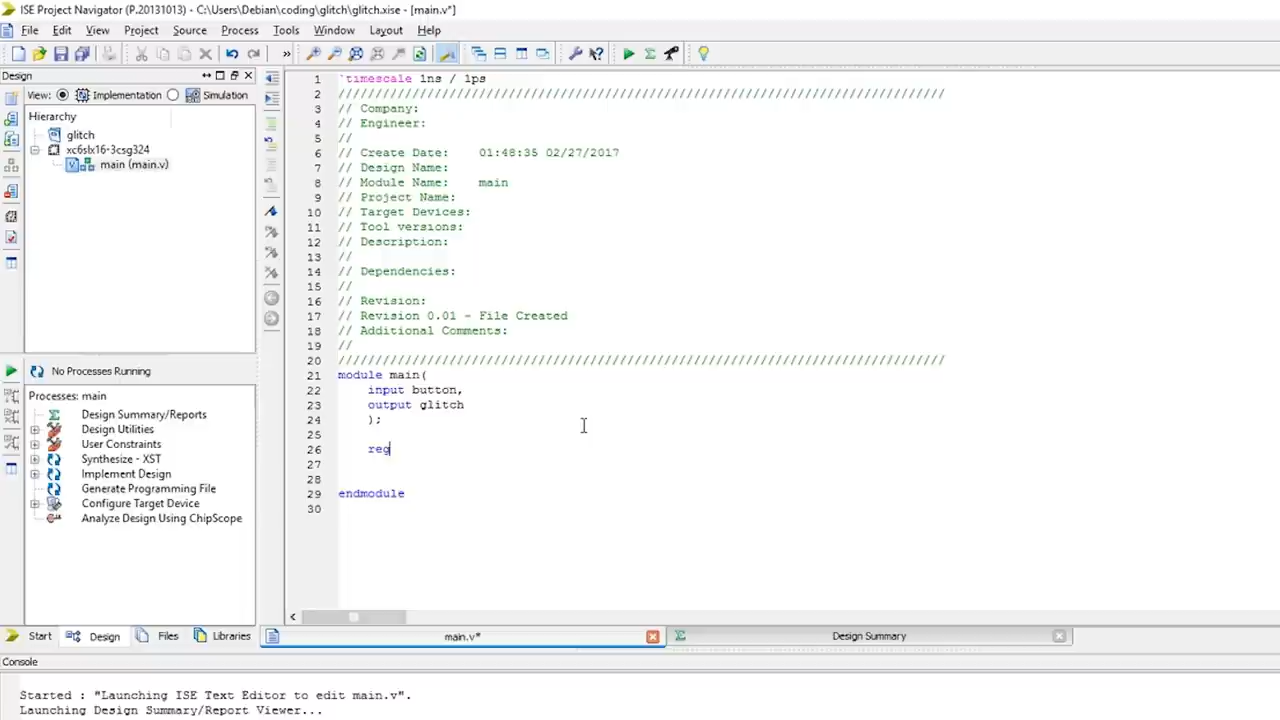 ISE Project Navigator (P.20131013) - C:\Users\Debian\coding\glitch\glitch.xise - [main.v*]
File Edit View Project Source Process Tools Window Layout Help
»
Design
View: Implementation Simulation
Hierarchy
glitch
xc6slx16-3csg324
main (main.v)
No Processes Running
Processes: main
Design Summary/Reports
Design Utilities
User Constraints
Synthesize - XST
Implement Design
Generate Programming File
Configure Target Device
Analyze Design Using ChipScope
Start Design Files Libraries
1 `timescale 1ns / 1ps
2 //////////////////////////////////////////////////////////////////////////////////
3 // Company:
4 // Engineer:
5 //
6 // Create Date:    01:48:35 02/27/2017
7 // Design Name:
8 // Module Name:    main
9 // Project Name:
10 // Target Devices:
11 // Tool versions:
12 // Description:
13 //
14 // Dependencies:
15 //
16 // Revision:
17 // Revision 0.01 - File Created
18 // Additional Comments:
19 //
20 //////////////////////////////////////////////////////////////////////////////////
21 module main(
22     input button,
23     output glitch
24     );
25
26     reg
27
28
29 endmodule
30
main.v* Design Summary
Console
Started : "Launching ISE Text Editor to edit main.v".
Launching Design Summary/Report Viewer...